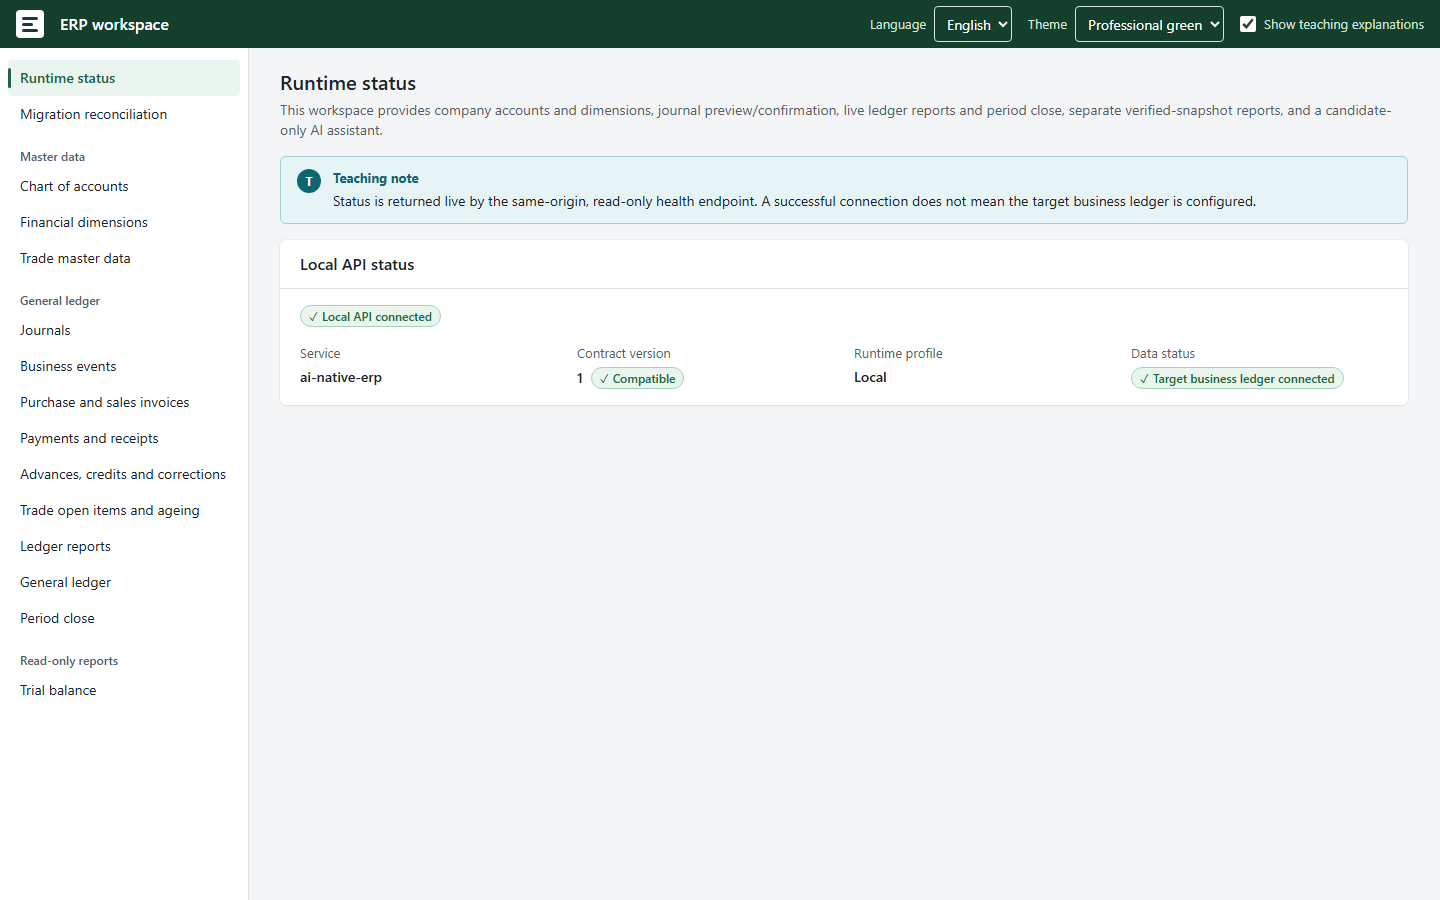 ERP workspace
Language
English
Theme
Professional green
Show teaching explanations
Runtime status
Migration reconciliation
Master data
Chart of accounts
Financial dimensions
Trade master data
General ledger
Journals
Business events
Purchase and sales invoices
Payments and receipts
Advances, credits and corrections
Trade open items and ageing
Ledger reports
General ledger
Period close
Read-only reports
Trial balance
Runtime status
This workspace provides company accounts and dimensions, journal preview/confirmation, live ledger reports and period close, separate verified-snapshot reports, and a candidate-
only AI assistant.
T
Teaching note
Status is returned live by the same-origin, read-only health endpoint. A successful connection does not mean the target business ledger is configured.
Local API status
✓ Local API connected
Service
ai-native-erp
Contract version
1 ✓ Compatible
Runtime profile
Local
Data status
✓ Target business ledger connected